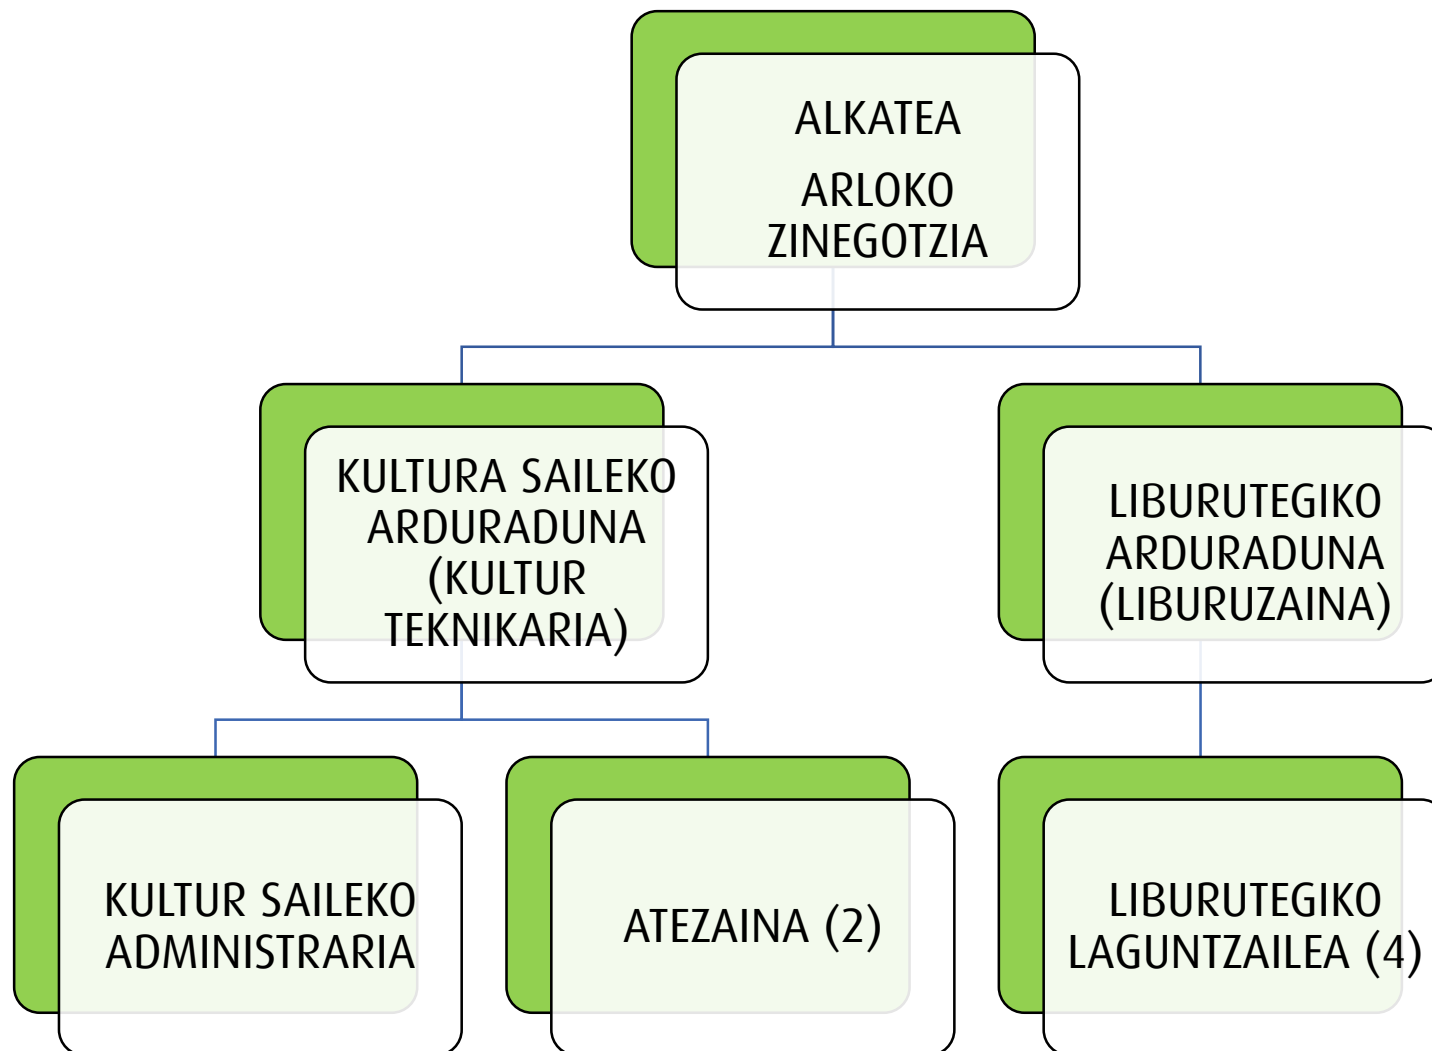 ALKATEA
ARLOKO
ZINEGOTZIA
KULTURA SAILEKO
ARDURADUNA
(KULTUR
TEKNIKARIA)
LIBURUTEGIKO
ARDURADUNA
(LIBURUZAINA)
KULTUR SAILEKO
ADMINISTRARIA
ATEZAINA (2)
LIBURUTEGIKO
LAGUNTZAILEA (4)